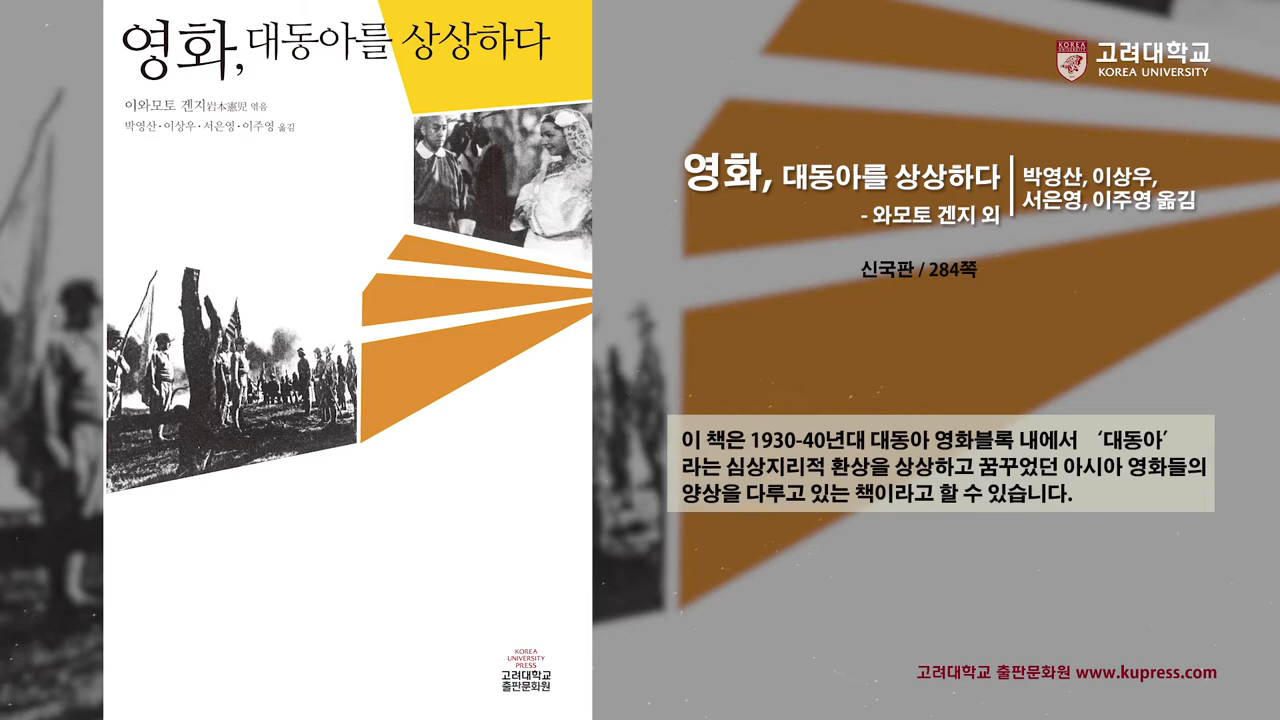 영화, 대동아를 상상하다
이와모토 겐지岩本憲児 엮음
박영산·이상우·서은영·이주영 옮김
KOREA
UNIVERSITY
PRESS
고려대학교
출판문화원
KOREA
고려대학교
KOREA UNIVERSITY
영화, 대동아를 상상하다
- 와모토 겐지 외
박영산, 이상우,
서은영, 이주영 옮김
신국판 / 284쪽
이 책은 1930-40년대 대동아 영화블록 내에서 ‘대동아’
라는 심상지리적 환상을 상상하고 꿈꾸었던 아시아 영화들의
양상을 다루고 있는 책이라고 할 수 있습니다.
고려대학교 출판문화원 www.kupress.com